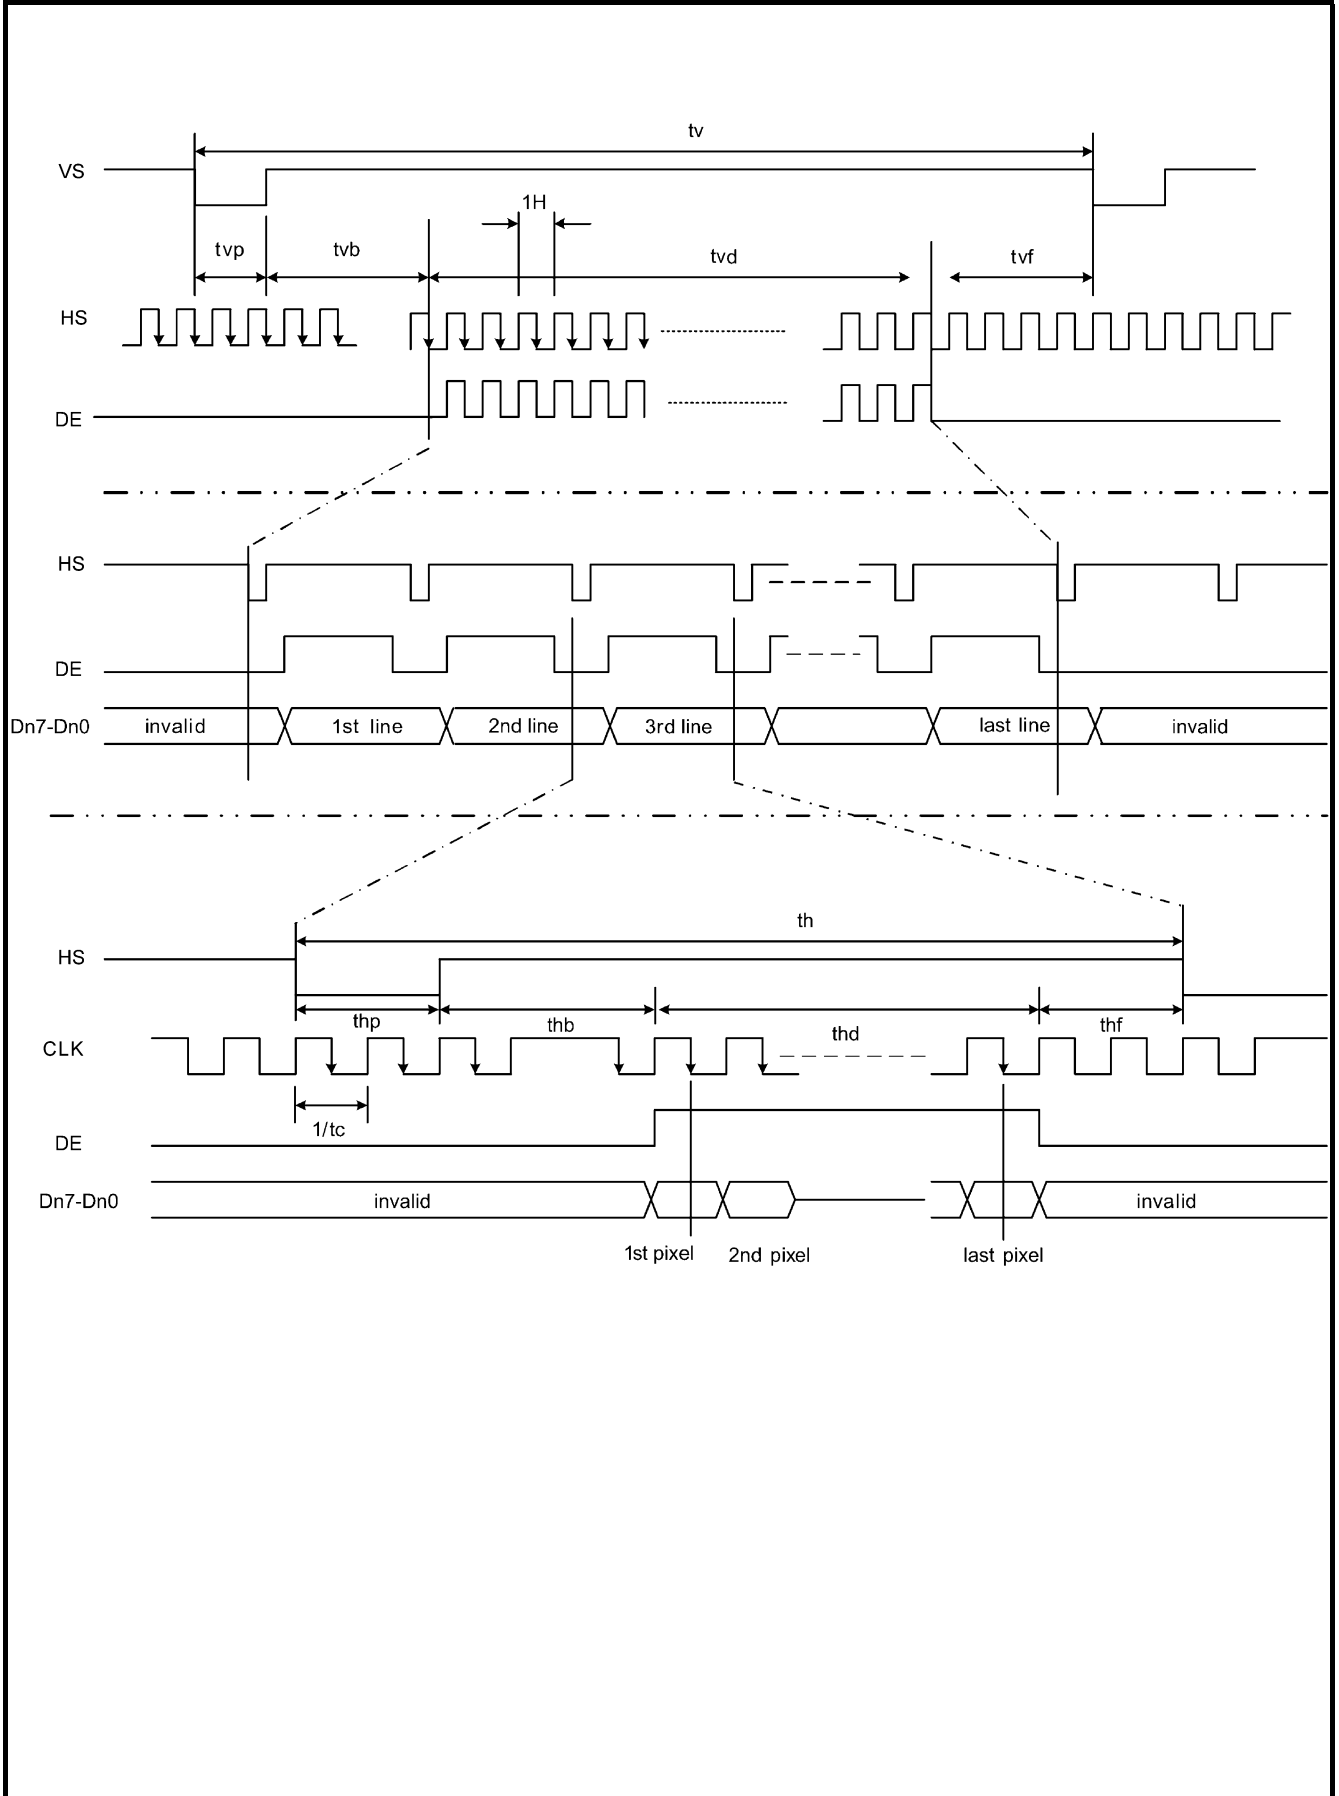 tv
VS
1H
tvp
tvb
tvd
tvf
HS
DE
HS
DE
Dn7-Dn0 invalid 1st line 2nd line 3rd line last line invalid
th
HS
thp
thb
thd
thf
CLK
1/tc
DE
Dn7-Dn0 invalid invalid
1st pixel 2nd pixel last pixel